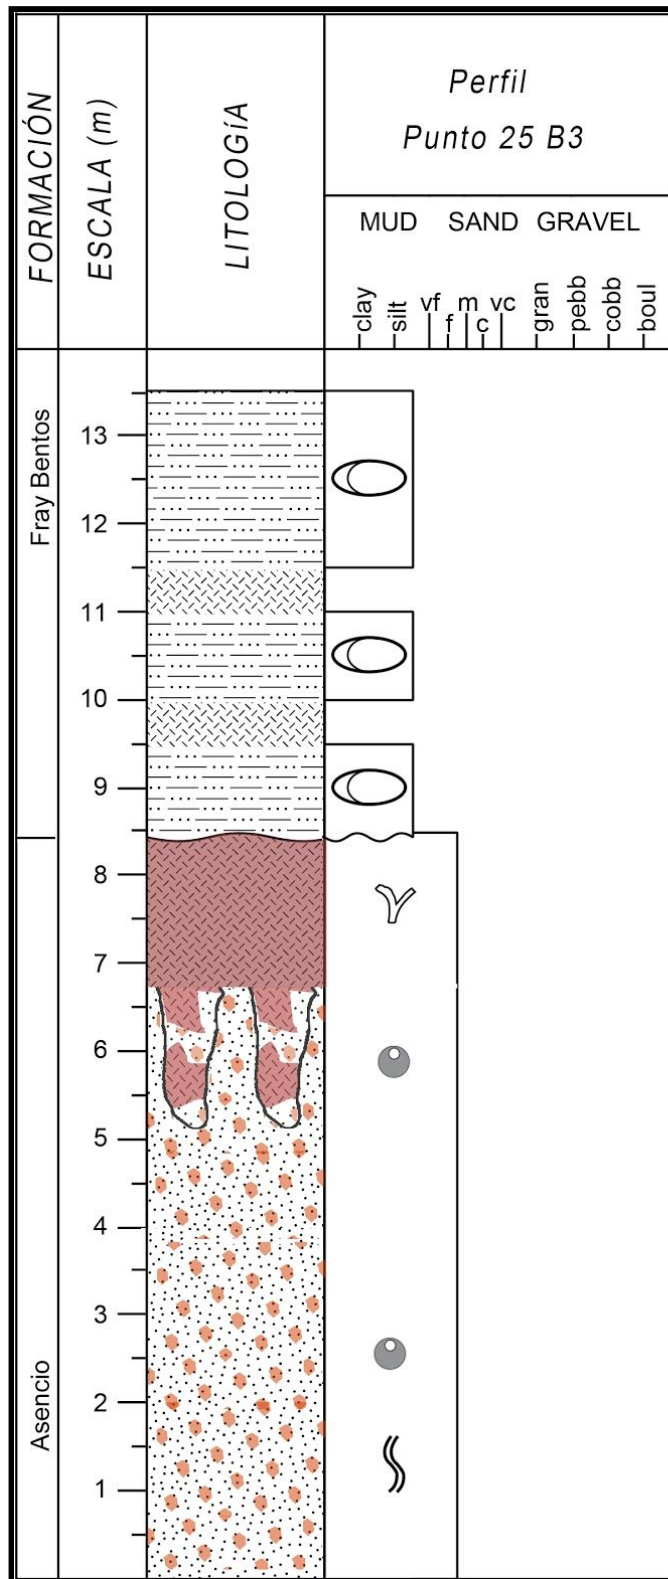 FORMACIÓN
ESCALA (m)
LITOLOGíA
Perfil
Punto 25 B3
MUD SAND GRAVEL
clay
silt
vf
f
m
c
vc
gran
pebb
cobb
boul
Fray Bentos
13
12
11
10
9
8
7
6
5
4
3
2
1
Asencio